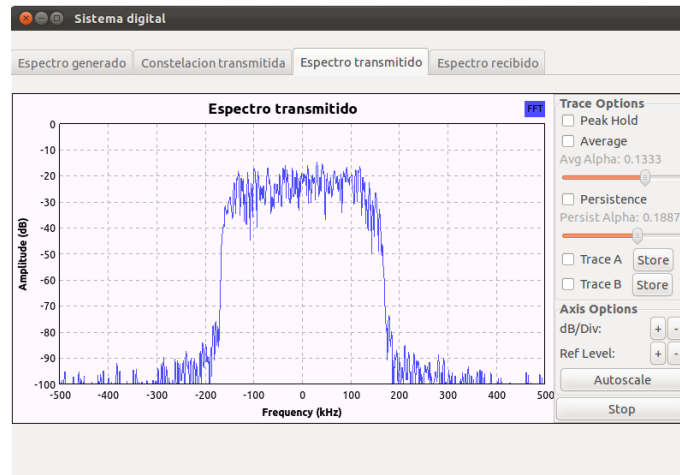 Sistema digital
Espectro generado Constelacion transmitida Espectro transmitido Espectro recibido
Espectro transmitido
FFT
Amplitude (dB)
0
-10
-20
-30
-40
-50
-60
-70
-80
-90
-100
-500 -400 -300 -200 -100 0 100 200 300 400 500
Frequency (kHz)
Trace Options
Peak Hold
Average
Avg Alpha: 0.1333
Persistence
Persist Alpha: 0.1887
Trace A Store
Trace B Store
Axis Options
dB/Div: + -
Ref Level: + -
Autoscale
Stop